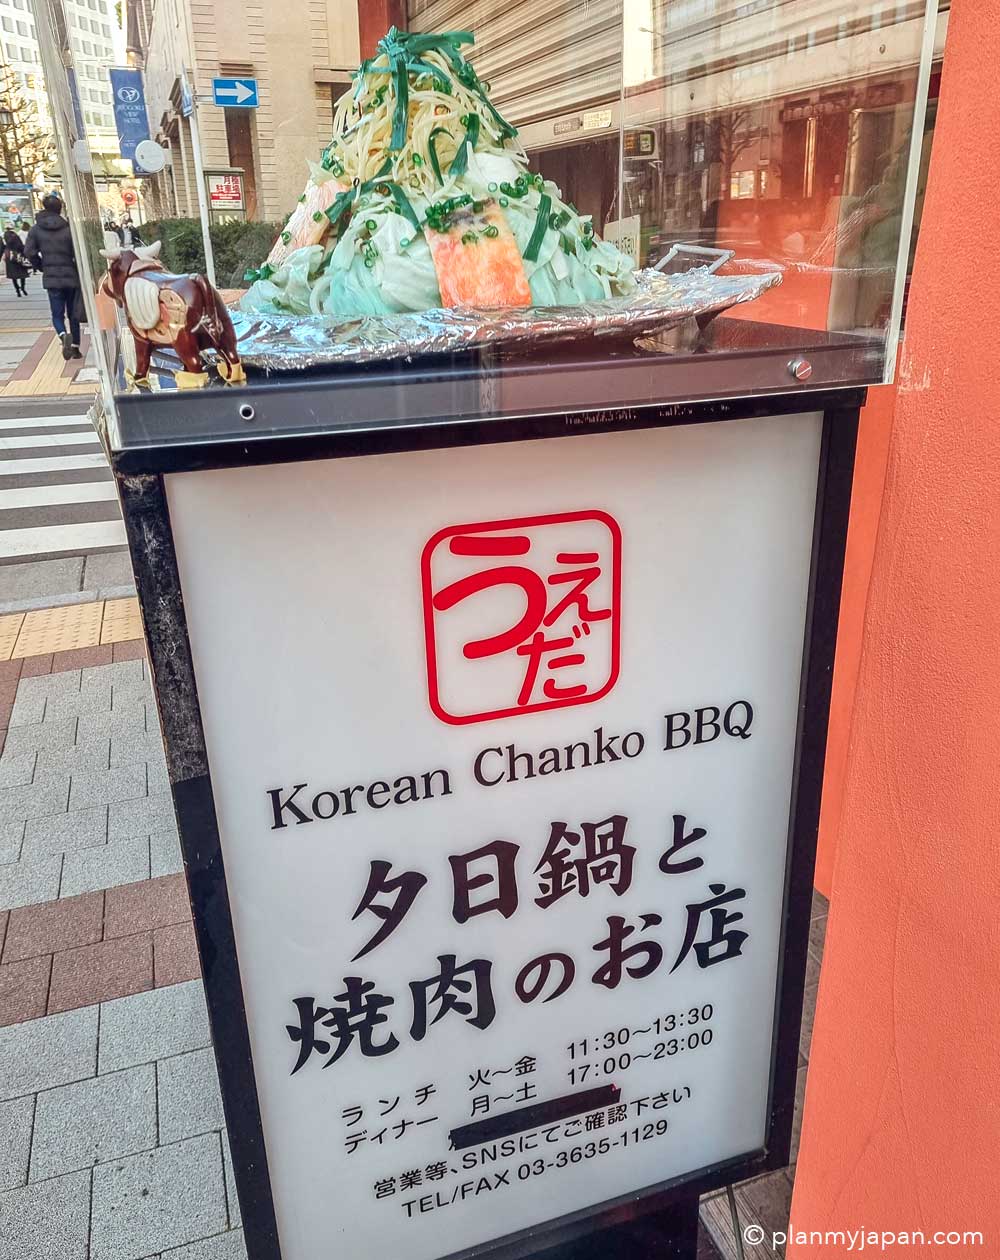 うえだ
Korean Chanko BBQ
夕日鍋と
焼肉のお店
ランチ 火～金 11:30～13:30
ディナー 月～土 17:00～23:00
営業等、SNSにてご確認下さい
TEL/FAX 03-3635-1129
© planmyjapan.com